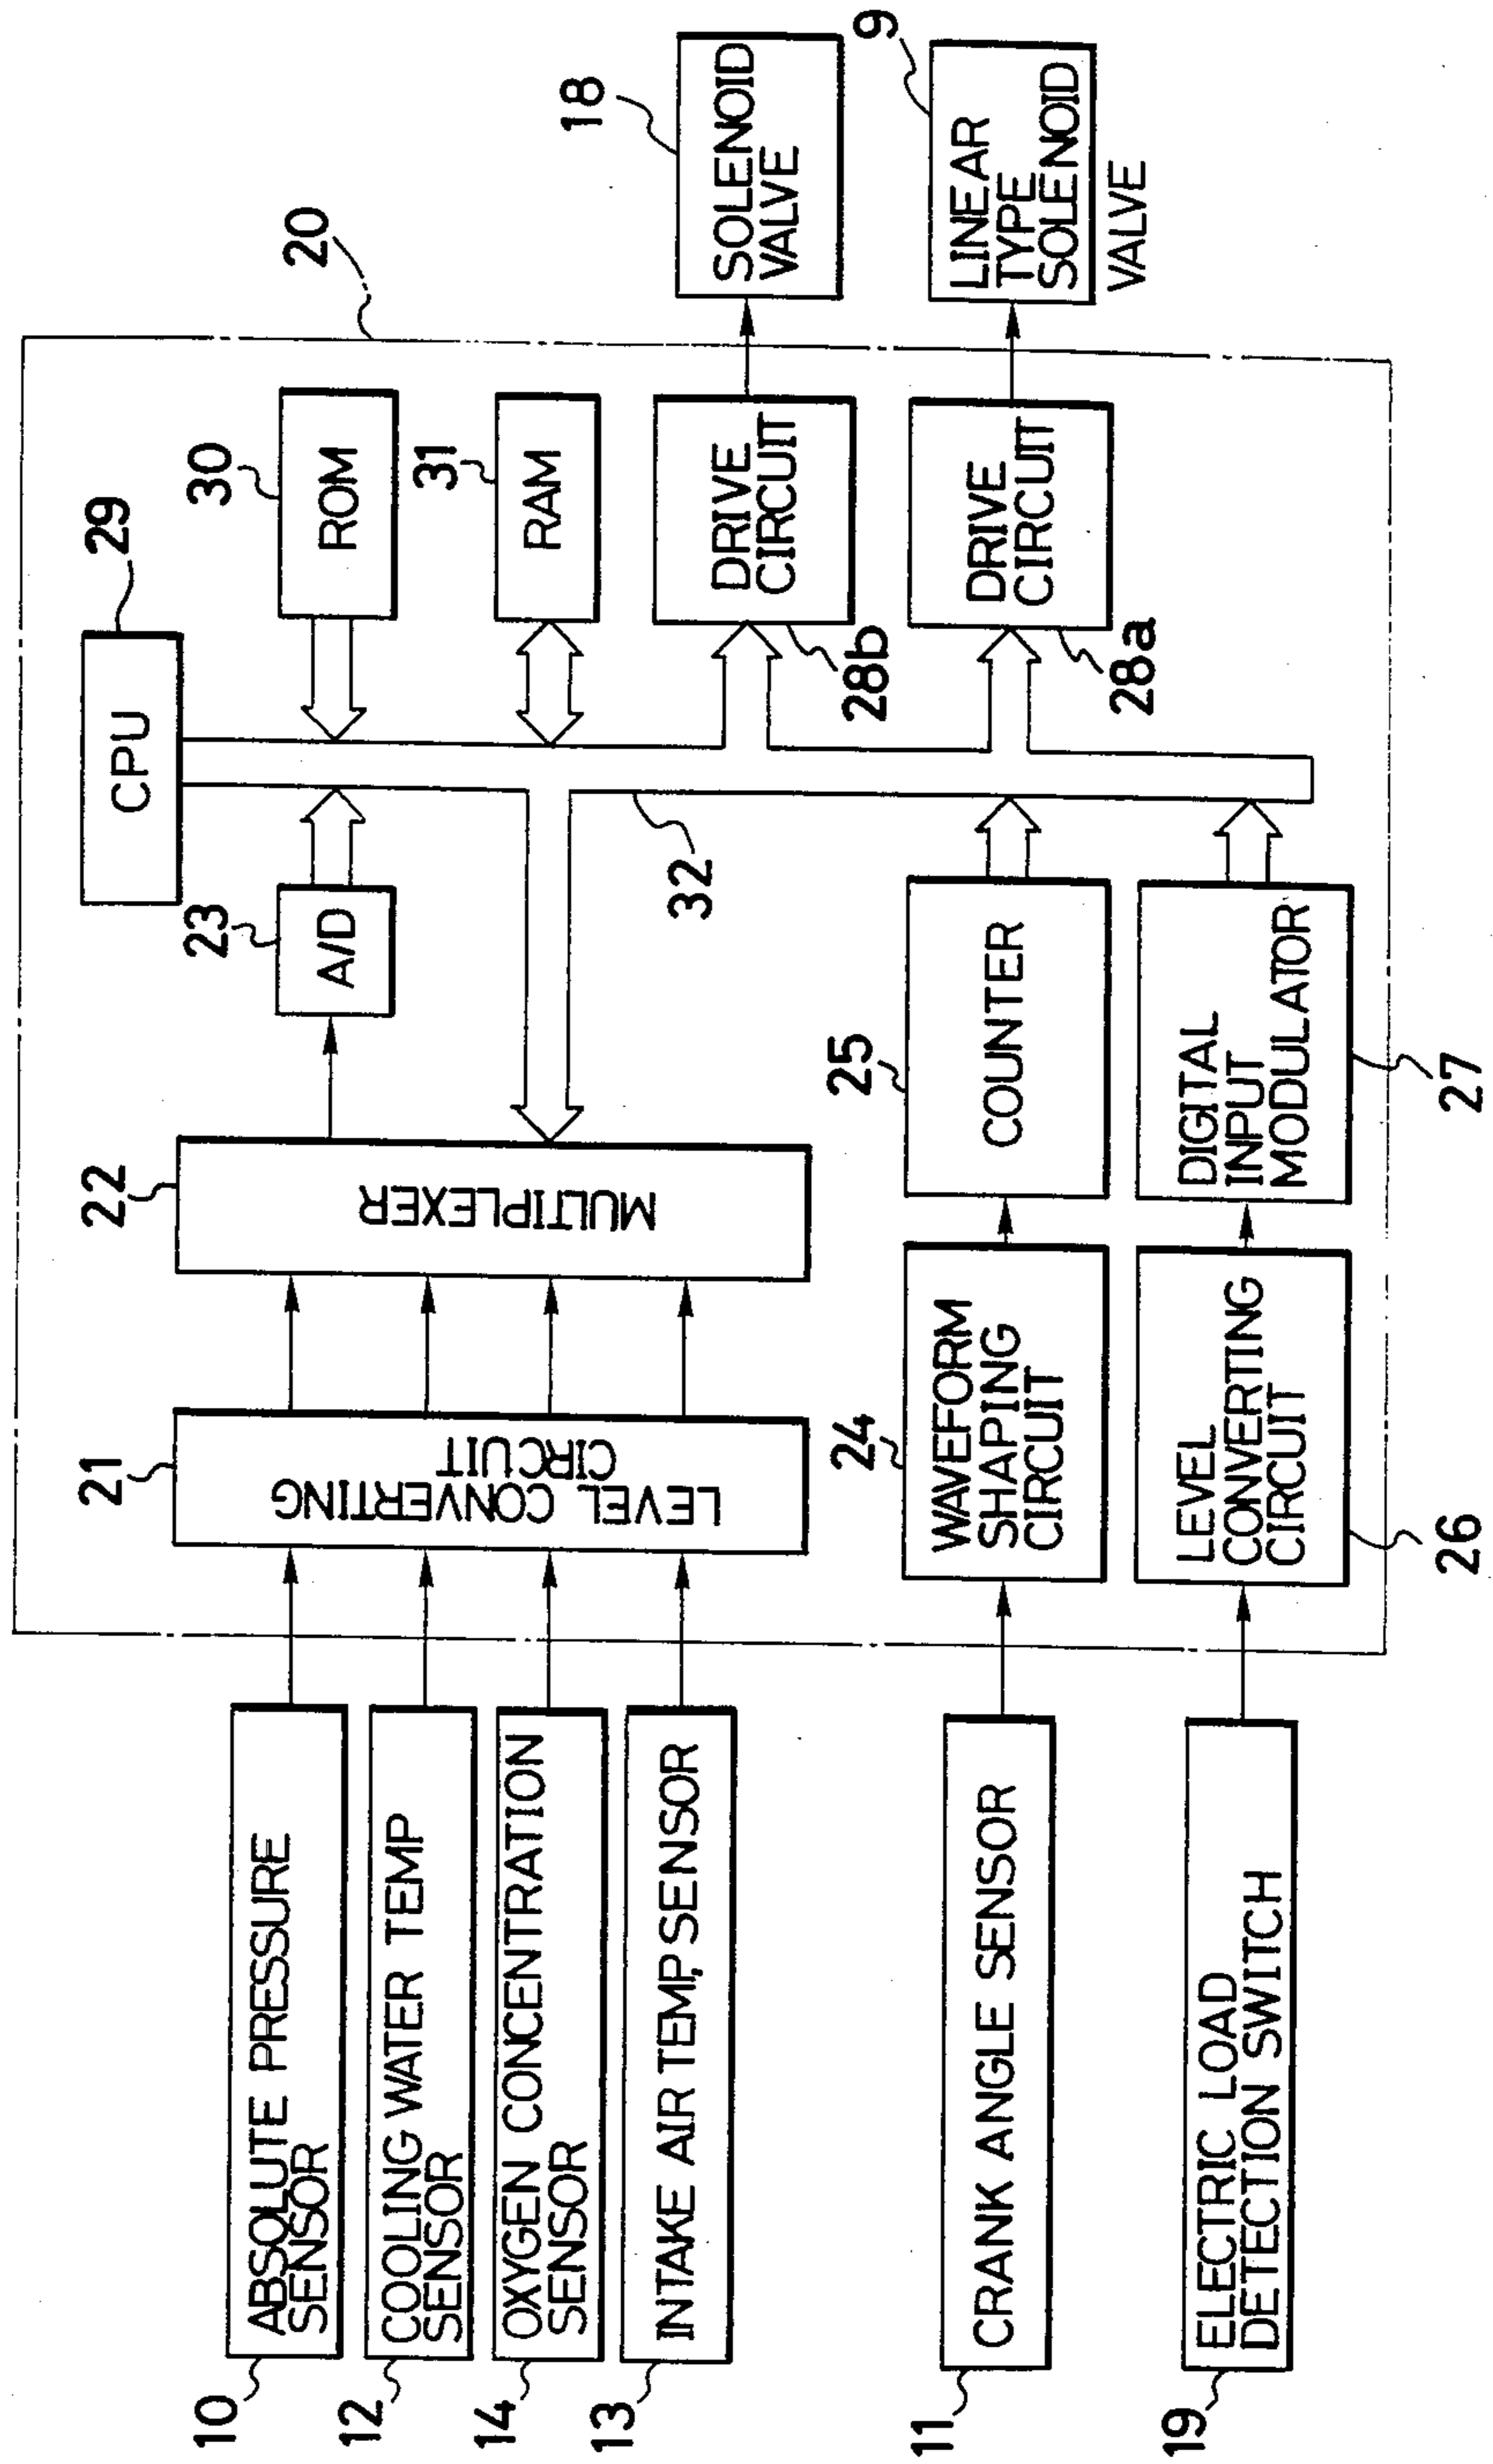 10
ABSOLUTE PRESSURE
SENSOR
12
COOLING WATER TEMP
SENSOR
14
OXYGEN CONCENTRATION
SENSOR
13
INTAKE AIR TEMP, SENSOR
11
CRANK ANGLE SENSOR
19
ELECTRIC LOAD
DETECTION SWITCH
20
21
LEVEL CONVERTING
CIRCUIT
22
MULTIPLEXER
23
A/D
24
WAVEFORM
SHAPING
CIRCUIT
25
COUNTER
26
LEVEL
CONVERTING
CIRCUIT
27
DIGITAL
INPUT
MODULATOR
29
CPU
32
30
ROM
31
RAM
28b
DRIVE
CIRCUIT
28a
DRIVE
CIRCUIT
18
SOLENOID
VALVE
9
LINEAR
TYPE
SOLENOID
VALVE